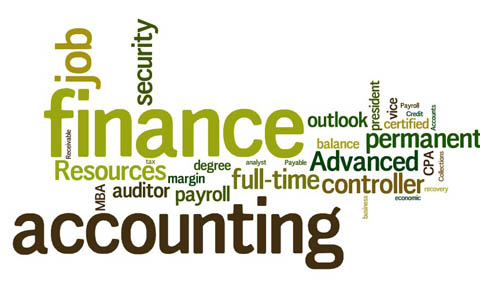 job
security
finance
outlook
president
vice
Payroll
Credit
certified
Accounts
Receivable
balance
permanent
Resources
tax
degree
analyst
Payable
Advanced
CPA
Collections
MBA
auditor
margin
payroll
full-time
controller
recovery
business
economic
accounting